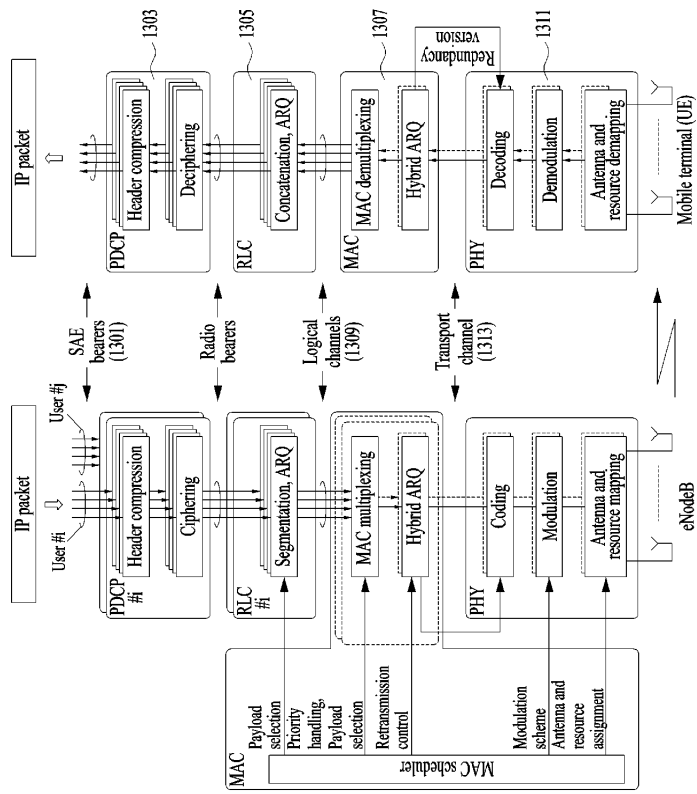 IP packet
IP packet
User #i
User #j
SAE
bearers
(1301)
PDCP
#i
Header compression
Ciphering
PDCP
Header compression
Deciphering
1303
Radio
bearers
RLC
#i
Segmentation, ARQ
RLC
Concatenation, ARQ
1305
Logical
channels
(1309)
MAC
Payload
selection
Priority
handling,
Payload
selection
Retransmission
control
Modulation
scheme
Antenna and
resource
assignment
MAC scheduler
MAC multiplexing
Hybrid ARQ
MAC
MAC demultiplexing
Hybrid ARQ
1307
Redundancy
version
Transport
channel
(1313)
PHY
Coding
Modulation
Antenna and
resource mapping
PHY
Decoding
Demodulation
Antenna and
resource demapping
1311
eNodeB
Mobile terminal (UE)